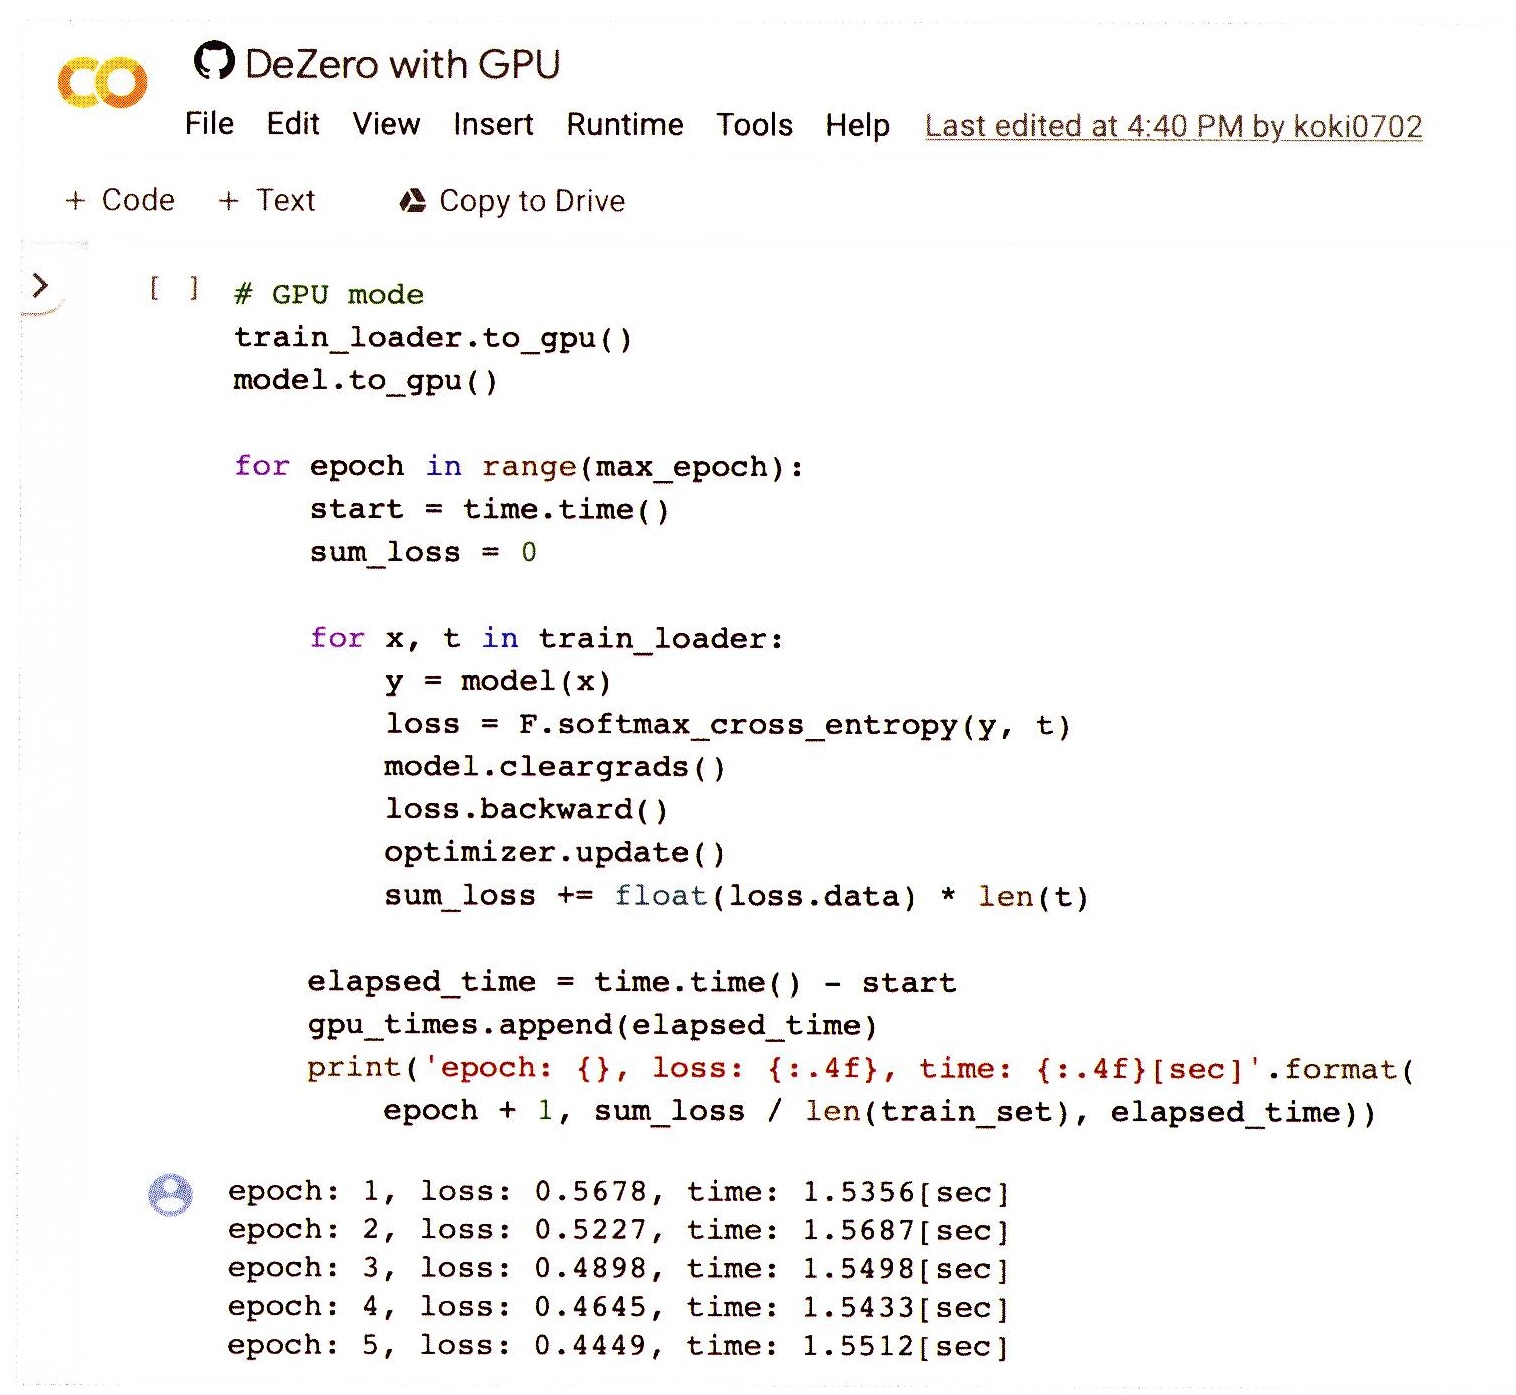 DeZero with GPU
File Edit View Insert Runtime Tools Help Last edited at 4:40 PM by koki0702
+ Code + Text Copy to Drive
[ ] # GPU mode
train_loader.to_gpu()
model.to_gpu()
for epoch in range(max_epoch):
    start = time.time()
    sum_loss = 0
    for x, t in train_loader:
        y = model(x)
        loss = F.softmax_cross_entropy(y, t)
        model.cleargrads()
        loss.backward()
        optimizer.update()
        sum_loss += float(loss.data) * len(t)
    elapsed_time = time.time() - start
    gpu_times.append(elapsed_time)
    print('epoch: {}, loss: {:.4f}, time: {:.4f}[sec]'.format(
        epoch + 1, sum_loss / len(train_set), elapsed_time))
epoch: 1, loss: 0.5678, time: 1.5356[sec]
epoch: 2, loss: 0.5227, time: 1.5687[sec]
epoch: 3, loss: 0.4898, time: 1.5498[sec]
epoch: 4, loss: 0.4645, time: 1.5433[sec]
epoch: 5, loss: 0.4449, time: 1.5512[sec]